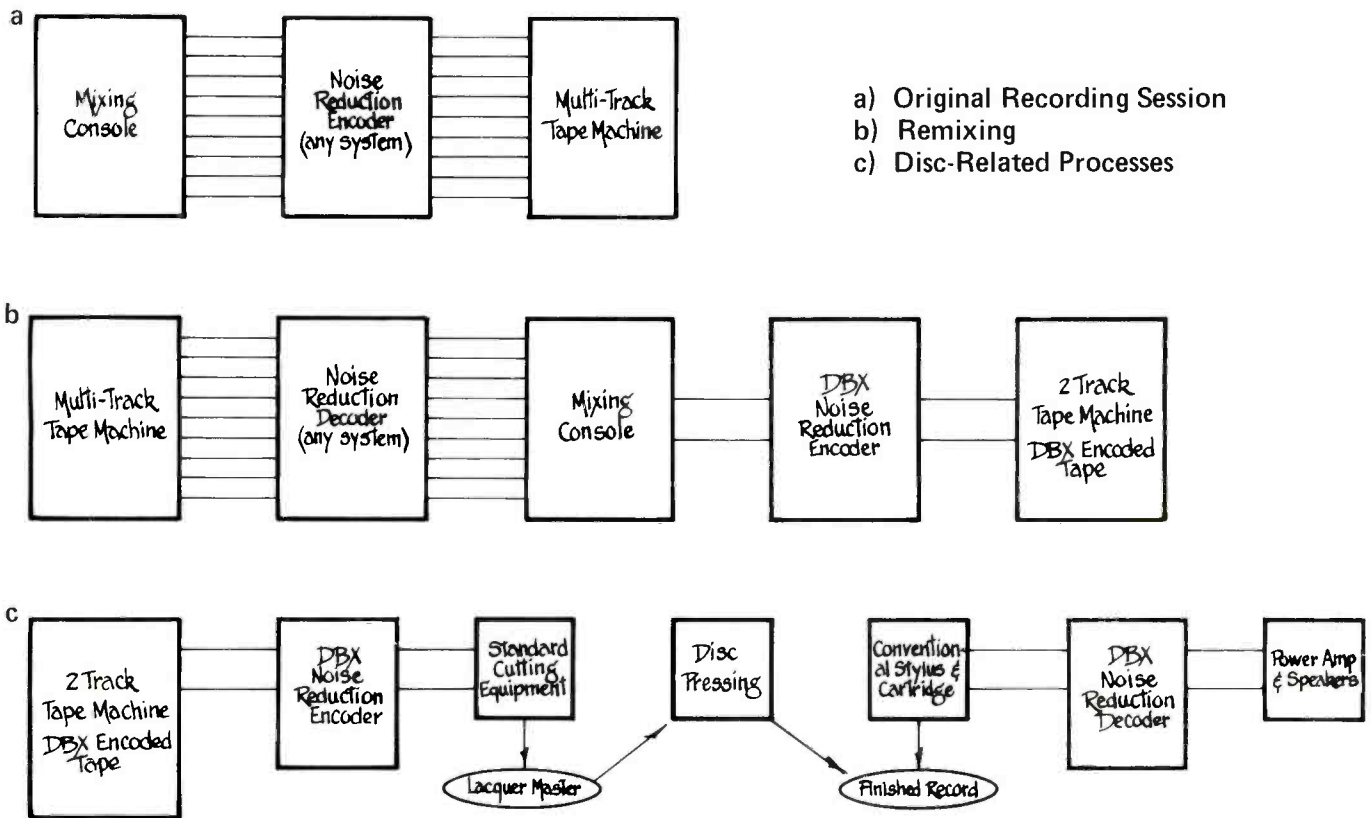 a
Mixing
Console
Noise
Reduction
Encoder
(any system)
Multi-Track
Tape Machine
a) Original Recording Session
b) Remixing
c) Disc-Related Processes
b
Multi-Track
Tape Machine
Noise
Reduction
Decoder
(any system)
Mixing
Console
DBX
Noise
Reduction
Encoder
2 Track
Tape Machine
DBX Encoded
Tape
c
2 Track
Tape Machine
DBX Encoded
Tape
DBX
Noise
Reduction
Encoder
Standard
Cutting
Equipment
Lacquer Master
Disc
Pressing
Convention-
al Stylus &
Cartridge
Finished Record
DBX
Noise
Reduction
Decoder
Power Amp
& Speakers